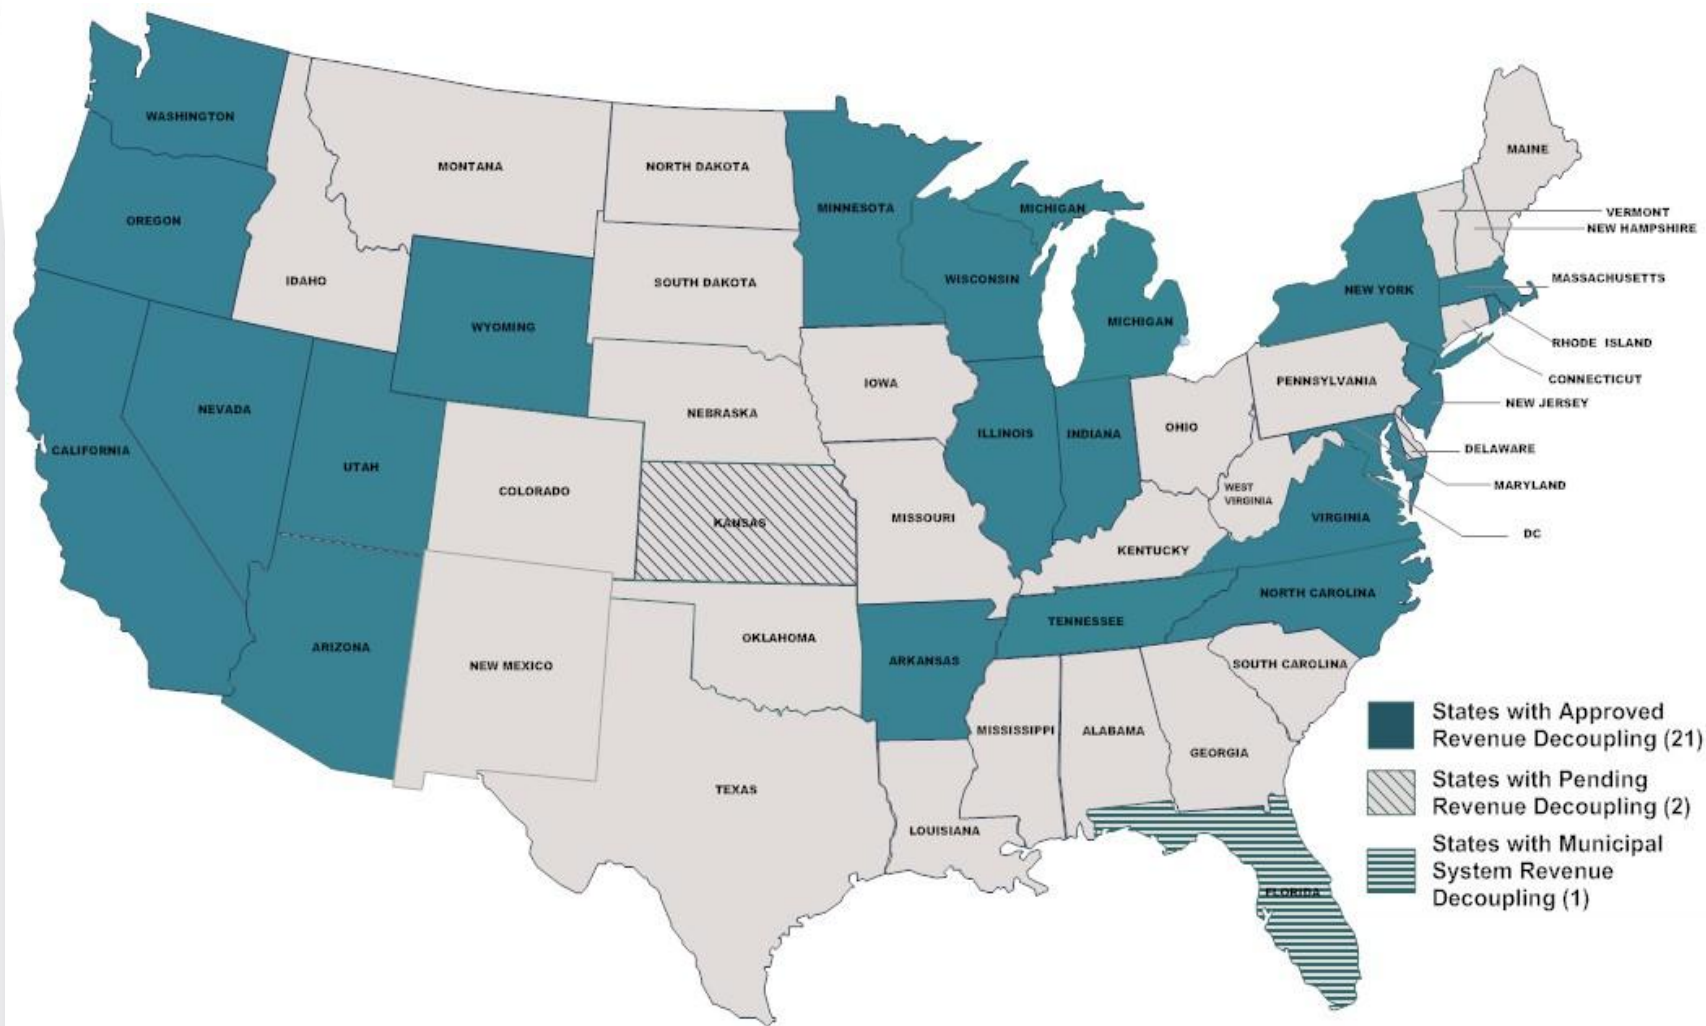 WASHINGTON
MONTANA
NORTH DAKOTA
MAINE
OREGON
MINNESOTA
MICHIGAN
VERMONT
NEW HAMPSHIRE
IDAHO
SOUTH DAKOTA
WISCONSIN
MASSACHUSETTS
NEW YORK
WYOMING
MICHIGAN
RHODE ISLAND
IOWA
PENNSYLVANIA
CONNECTICUT
NEVADA
NEBRASKA
NEW JERSEY
CALIFORNIA
ILLINOIS
INDIANA
OHIO
DELAWARE
UTAH
COLORADO
WEST
VIRGINIA
MARYLAND
KANSAS
MISSOURI
VIRGINIA
DC
KENTUCKY
NORTH CAROLINA
TENNESSEE
ARIZONA
OKLAHOMA
NEW MEXICO
ARKANSAS
SOUTH CAROLINA
MISSISSIPPI
ALABAMA
GEORGIA
TEXAS
LOUISIANA
FLORIDA
States with Approved
Revenue Decoupling (21)
States with Pending
Revenue Decoupling (2)
States with Municipal
System Revenue
Decoupling (1)